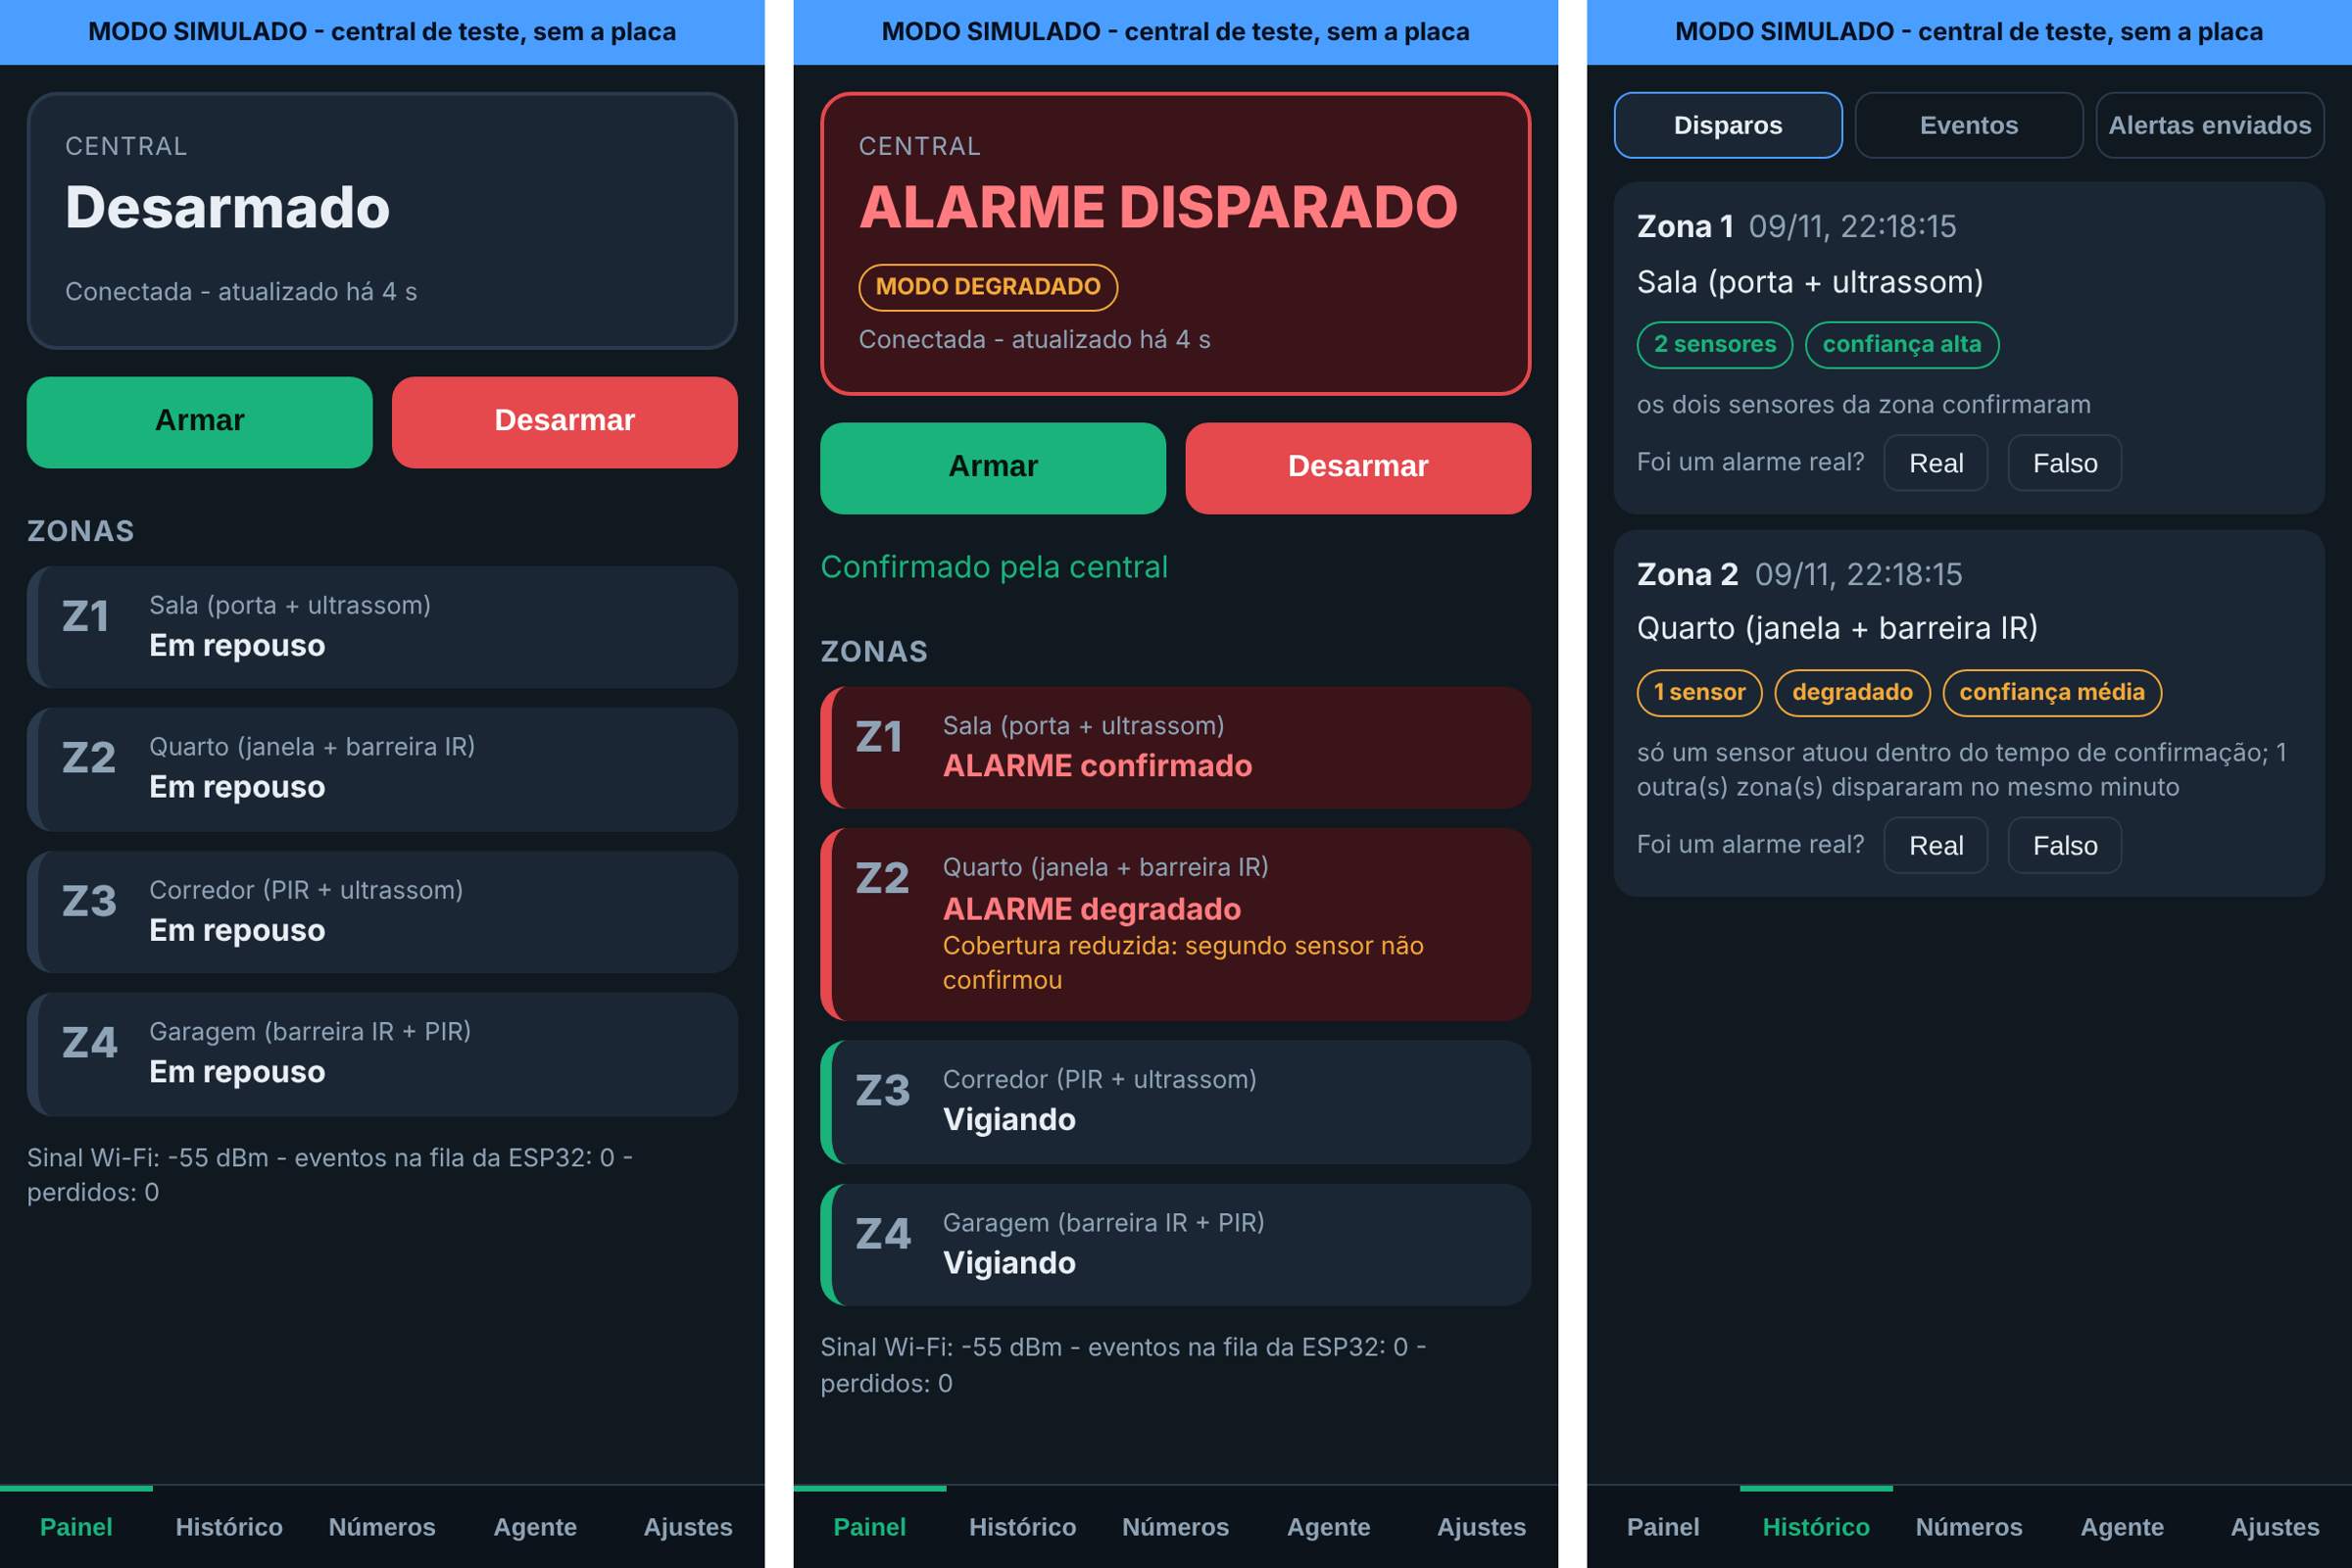 MODO SIMULADO - central de teste, sem a placa
CENTRAL
Desarmado
Conectada - atualizado há 4 s
Armar
Desarmar
ZONAS
Z1
Sala (porta + ultrassom)
Em repouso
Z2
Quarto (janela + barreira IR)
Em repouso
Z3
Corredor (PIR + ultrassom)
Em repouso
Z4
Garagem (barreira IR + PIR)
Em repouso
Sinal Wi-Fi: -55 dBm - eventos na fila da ESP32: 0 -
perdidos: 0
Painel
Histórico
Números
Agente
Ajustes
MODO SIMULADO - central de teste, sem a placa
CENTRAL
ALARME DISPARADO
MODO DEGRADADO
Conectada - atualizado há 4 s
Armar
Desarmar
Confirmado pela central
ZONAS
Z1
Sala (porta + ultrassom)
ALARME confirmado
Z2
Quarto (janela + barreira IR)
ALARME degradado
Cobertura reduzida: segundo sensor não
confirmou
Z3
Corredor (PIR + ultrassom)
Vigiando
Z4
Garagem (barreira IR + PIR)
Vigiando
Sinal Wi-Fi: -55 dBm - eventos na fila da ESP32: 0 -
perdidos: 0
Painel
Histórico
Números
Agente
Ajustes
MODO SIMULADO - central de teste, sem a placa
Disparos
Eventos
Alertas enviados
Zona 1 09/11, 22:18:15
Sala (porta + ultrassom)
2 sensores
confiança alta
os dois sensores da zona confirmaram
Foi um alarme real?
Real
Falso
Zona 2 09/11, 22:18:15
Quarto (janela + barreira IR)
1 sensor
degradado
confiança média
só um sensor atuou dentro do tempo de confirmação; 1
outra(s) zona(s) dispararam no mesmo minuto
Foi um alarme real?
Real
Falso
Painel
Histórico
Números
Agente
Ajustes